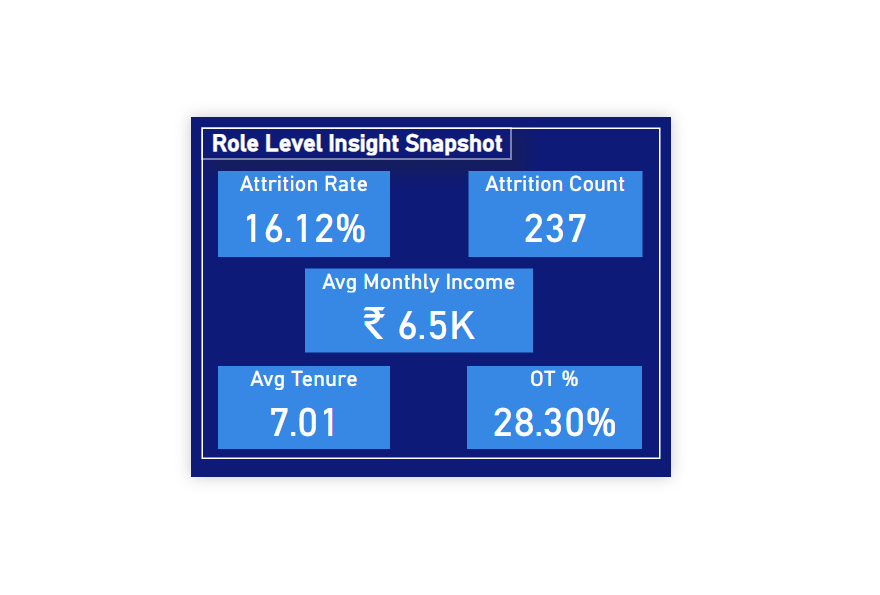 Role Level Insight Snapshot
Attrition Rate
16.12%
Attrition Count
237
Avg Monthly Income
₹ 6.5K
Avg Tenure
7.01
OT %
28.30%